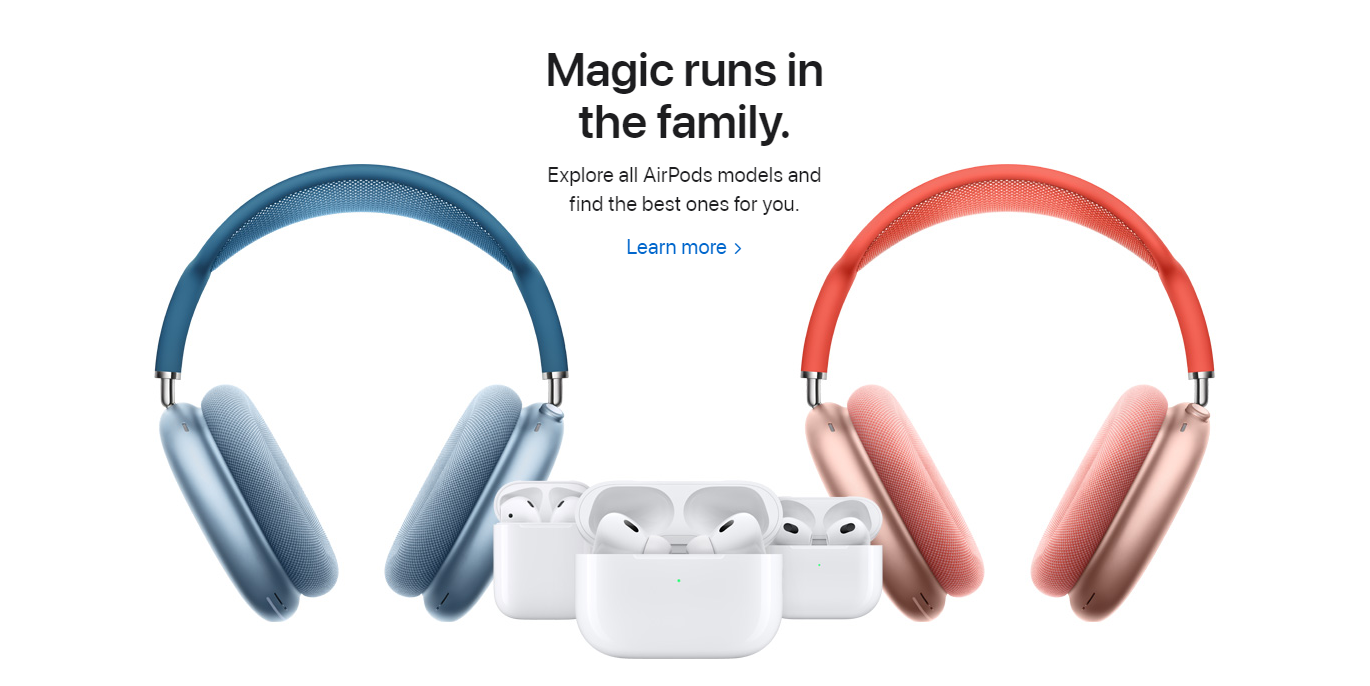 Magic runs in
the family.
Explore all AirPods models and
find the best ones for you.
Learn more >